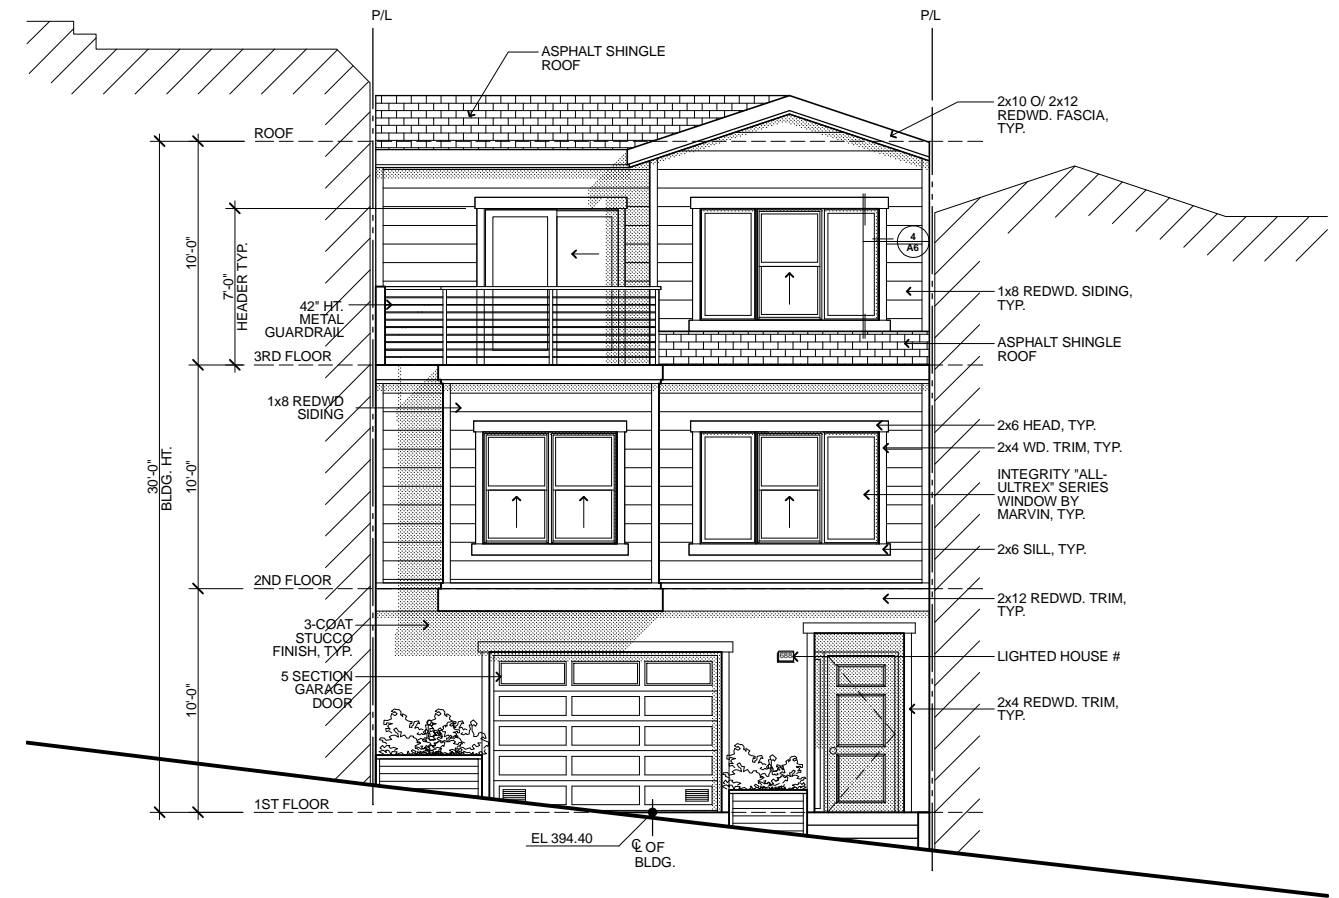 P/L
P/L
ASPHALT SHINGLE
ROOF
2x10 O/ 2x12
REDWD. FASCIA,
TYP.
ROOF
10'-0"
7'-0"
HEADER TYP.
4
A6
42" HT.
METAL
GUARDRAIL
1x8 REDWD. SIDING,
TYP.
ASPHALT SHINGLE
ROOF
3RD FLOOR
1x8 REDWD
SIDING
2x6 HEAD, TYP.
2x4 WD. TRIM, TYP.
INTEGRITY "ALL-
ULTREX" SERIES
WINDOW BY
MARVIN, TYP.
30'-0"
BLDG. HT.
10'-0"
2x6 SILL, TYP.
2ND FLOOR
2x12 REDWD. TRIM,
TYP.
3-COAT
STUCCO
FINISH, TYP.
LIGHTED HOUSE #
5 SECTION
GARAGE
DOOR
10'-0"
2x4 REDWD. TRIM,
TYP.
1ST FLOOR
EL 394.40
℄ OF
BLDG.